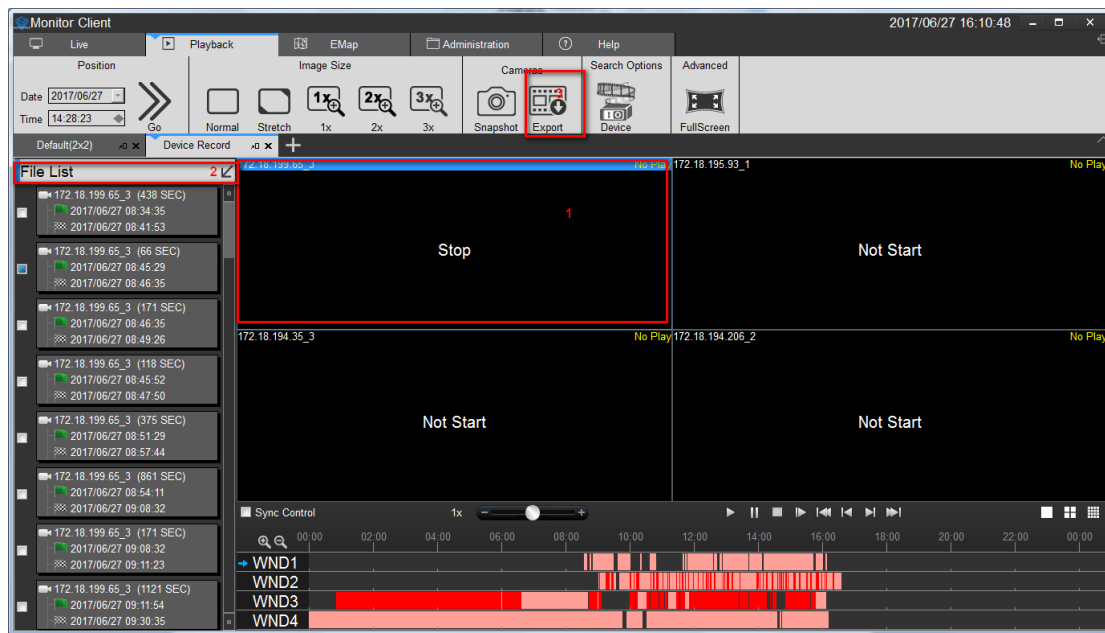 Monitor Client 2017/06/27 16:10:48
Live Playback EMap Administration Help
Position Image Size Cameras Search Options Advanced
Date 2017/06/27
Time 14:28:23
1x 2x 3x 3
Go Normal Stretch 1x 2x 3x Snapshot Export Device FullScreen
Default(2x2) Device Record
File List 2
172.18.199.65_3 (438 SEC)
2017/06/27 08:34:35
2017/06/27 08:41:53
172.18.199.65_3 (66 SEC)
2017/06/27 08:45:29
2017/06/27 08:46:35
172.18.199.65_3 (171 SEC)
2017/06/27 08:46:35
2017/06/27 08:49:26
172.18.199.65_3 (118 SEC)
2017/06/27 08:45:52
2017/06/27 08:47:50
172.18.199.65_3 (375 SEC)
2017/06/27 08:51:29
2017/06/27 08:57:44
172.18.199.65_3 (861 SEC)
2017/06/27 08:54:11
2017/06/27 09:08:32
172.18.199.65_3 (171 SEC)
2017/06/27 09:08:32
2017/06/27 09:11:23
172.18.199.65_3 (1121 SEC)
2017/06/27 09:11:54
2017/06/27 09:30:35
172.18.199.65_3 No Play
1
Stop
172.18.195.93_1 No Play
Not Start
172.18.194.35_3 No Play
Not Start
172.18.194.206_2 No Play
Not Start
Sync Control 1x
00:00 02:00 04:00 06:00 08:00 10:00 12:00 14:00 16:00 18:00 20:00 22:00 00:00
WND1
WND2
WND3
WND4